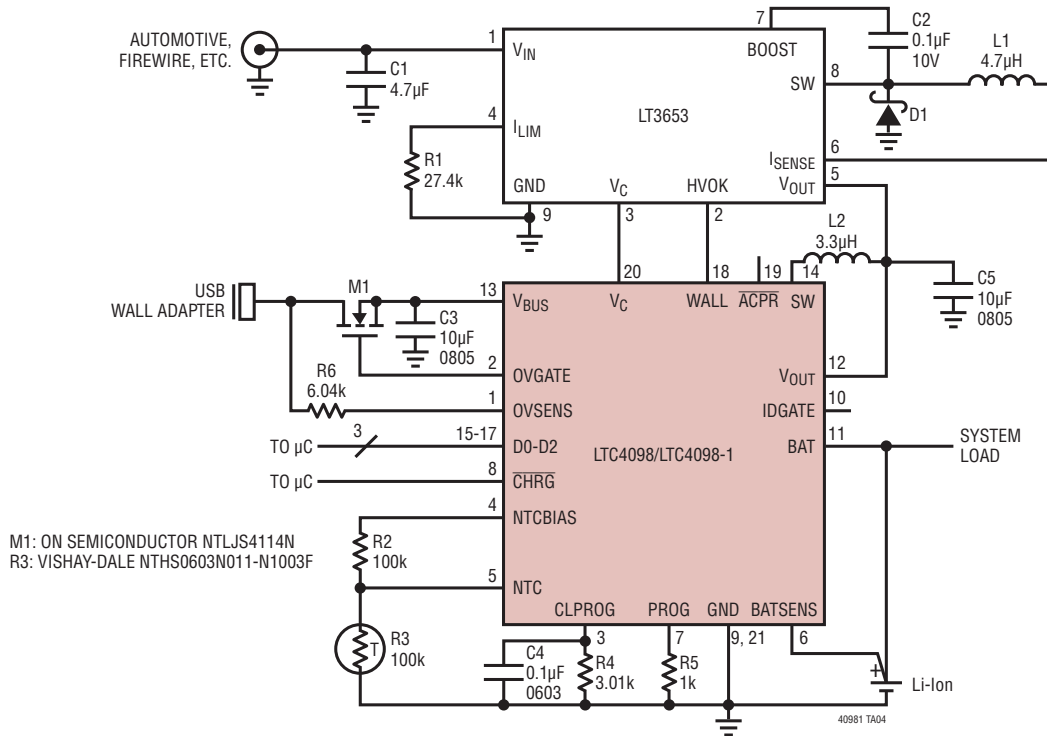 AUTOMOTIVE,
FIREWIRE, ETC.
C1
4.7µF
1
VIN
4
ILIM
R1
27.4k
GND
9
VC
3
HVOK
2
LT3653
7
BOOST
C2
0.1µF
10V
SW
8
L1
4.7µH
D1
6
ISENSE
VOUT
5
L2
3.3µH
C5
10µF
0805
USB
WALL ADAPTER
M1
13
VBUS
C3
10µF
0805
20
VC
18
WALL
19
ACPR
14
SW
2
OVGATE
R6
6.04k
1
OVSENS
TO µC
3
15-17
D0-D2
TO µC
8
CHRG
4
NTCBIAS
R2
100k
5
NTC
T
R3
100k
LTC4098/LTC4098-1
VOUT
12
IDGATE
10
BAT
11
SYSTEM
LOAD
CLPROG
3
PROG
7
GND
9, 21
BATSENS
6
C4
0.1µF
0603
R4
3.01k
R5
1k
+
Li-Ion
M1: ON SEMICONDUCTOR NTLJS4114N
R3: VISHAY-DALE NTHS0603N011-N1003F
40981 TA04